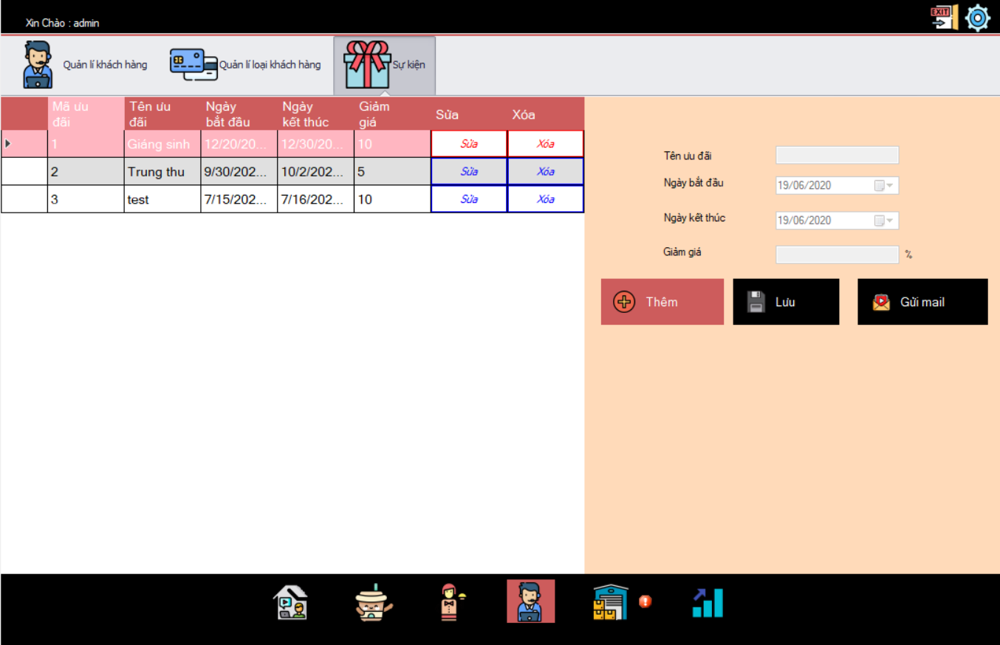 EXIT
Xin Chào : admin
Quản lí khách hàng
Quản lí loại khách hàng
Sự kiện
Mã ưu đãi
Tên ưu đãi
Ngày bắt đầu
Ngày kết thúc
Giảm giá
Sửa
Xóa
1 Giáng sinh 12/20/20... 12/30/20... 10 Sửa Xóa
2 Trung thu 9/30/202... 10/2/202... 5 Sửa Xóa
3 test 7/15/202... 7/16/202... 10 Sửa Xóa
Tên ưu đãi
Ngày bắt đầu 19/06/2020
Ngày kết thúc 19/06/2020
Giảm giá %
Thêm
Lưu
Gửi mail